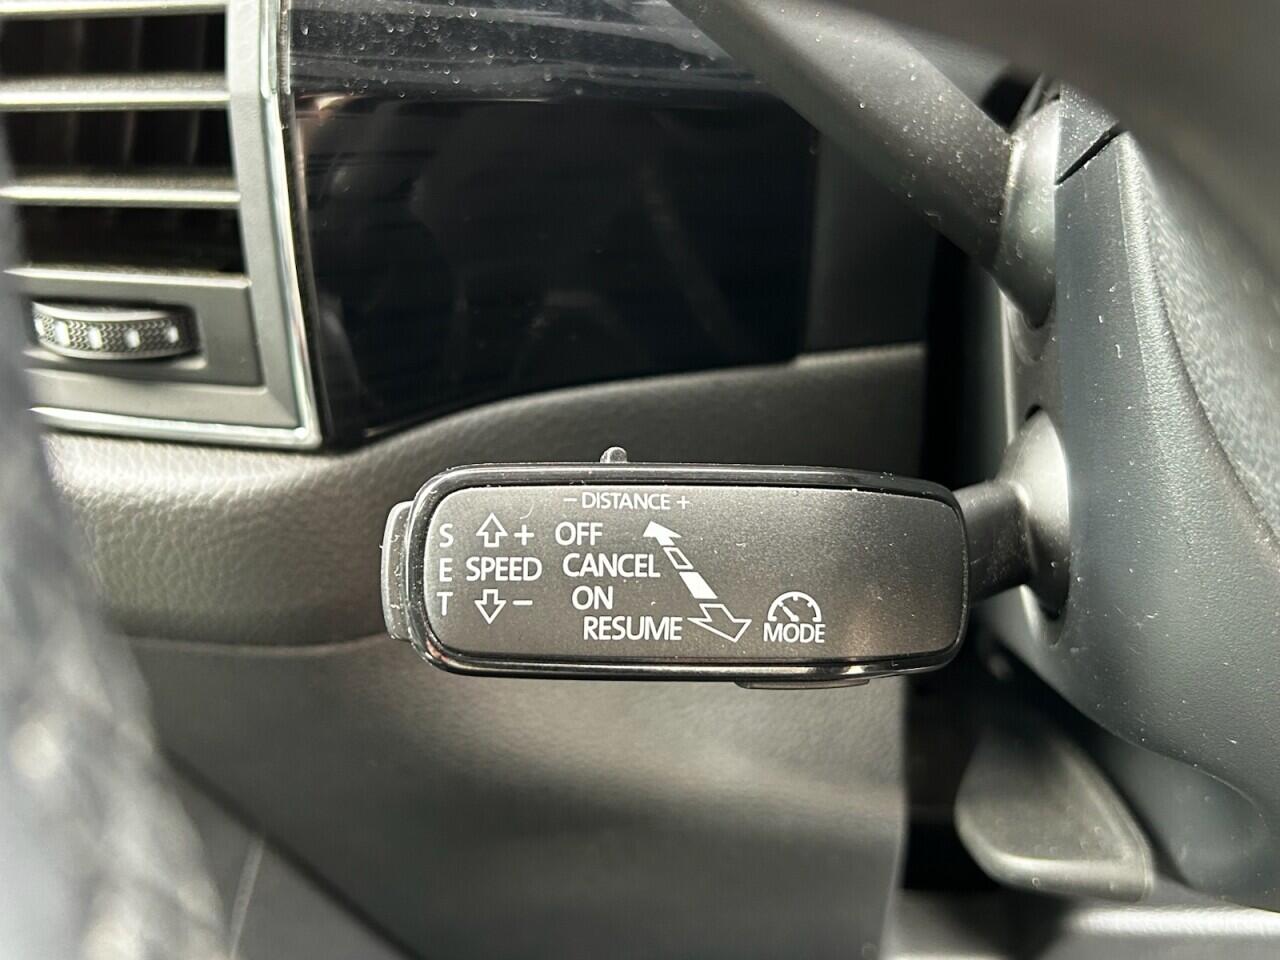 – DISTANCE +
S + OFF
E SPEED CANCEL
T – ON
RESUME
MODE